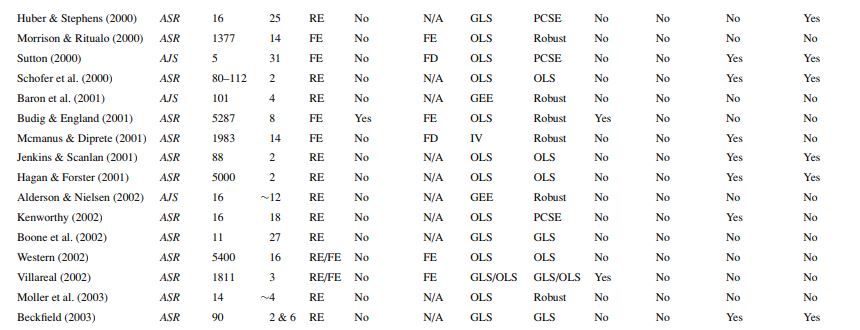 Huber & Stephens (2000) ASR 16 25 RE No N/A GLS PCSE No No No Yes
Morrison & Ritualo (2000) ASR 1377 14 FE No FE OLS Robust No No No No
Sutton (2000) AJS 5 31 FE No FD OLS PCSE No No Yes Yes
Schofer et al. (2000) ASR 80–112 2 RE No N/A OLS OLS No No Yes Yes
Baron et al. (2001) AJS 101 4 RE No N/A GEE Robust No No No No
Budig & England (2001) ASR 5287 8 FE Yes FE OLS Robust Yes No No No
Mcmanus & Diprete (2001) ASR 1983 14 FE No FD IV Robust No No Yes No
Jenkins & Scanlan (2001) ASR 88 2 RE No N/A OLS OLS No No Yes Yes
Hagan & Forster (2001) ASR 5000 2 RE No N/A OLS OLS No No Yes Yes
Alderson & Nielsen (2002) AJS 16 ~12 RE No N/A GEE Robust No No No No
Kenworthy (2002) ASR 16 18 RE No N/A OLS PCSE No No Yes No
Boone et al. (2002) ASR 11 27 RE No N/A GLS GLS No No No No
Western (2002) ASR 5400 16 RE/FE No FE OLS OLS No No No No
Villareal (2002) ASR 1811 3 RE/FE No FE GLS/OLS GLS/OLS Yes No No No
Moller et al. (2003) ASR 14 ~4 RE No N/A OLS Robust No No No No
Beckfield (2003) ASR 90 2 & 6 RE No N/A GLS GLS No No Yes Yes